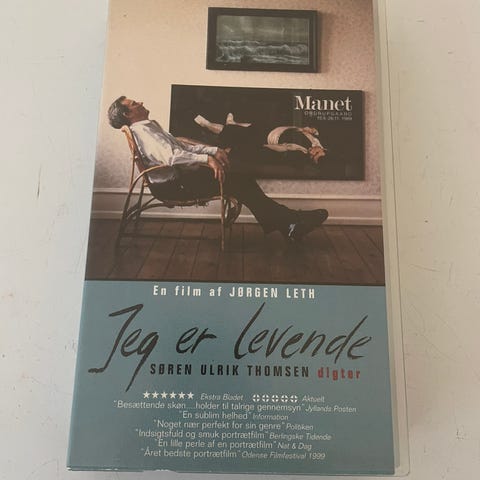 Manet
ORDRUPGAARD
En film af JØRGEN LETH
Jeg er levende
SØREN ULRIK THOMSEN digter
★★★★★★ Ekstra Bladet Aktuelt
"Besættende skøn....holder til talrige gennemsyn" Jyllands Posten
"En sublim helhed" Information
"Noget nær perfekt for sin genre" Politiken
"Indsigtsfuld og smuk portrætfilm" Berlingske Tidende
"En lille perle af en portrætfilm" Nat & Dag
"Året bedste portrætfilm" Odense Filmfestival 1999